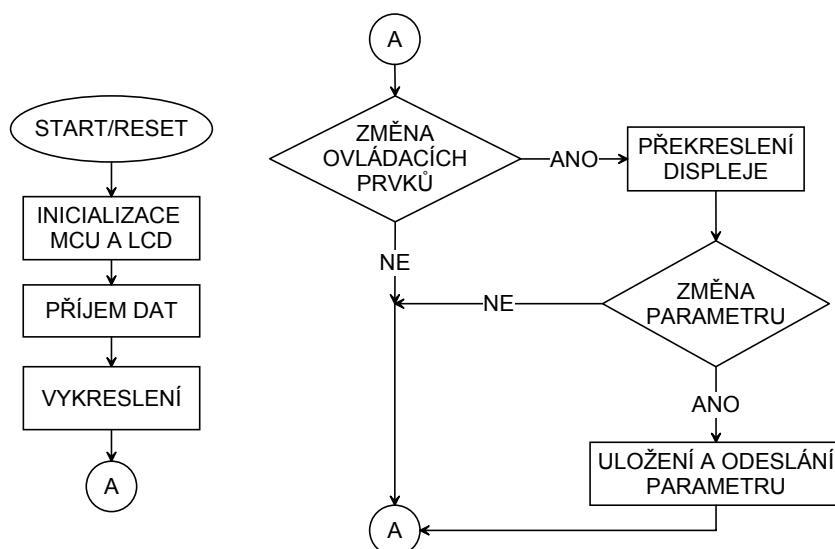 START/RESET
INICIALIZACE
MCU A LCD
PŘÍJEM DAT
VYKRESLENÍ
A
A
ZMĚNA
OVLÁDACÍCH
PRVKŮ
ANO
PŘEKRESLENÍ
DISPLEJE
NE
NE
ZMĚNA
PARAMETRU
ANO
ULOŽENÍ A ODESLÁNÍ
PARAMETRU
A